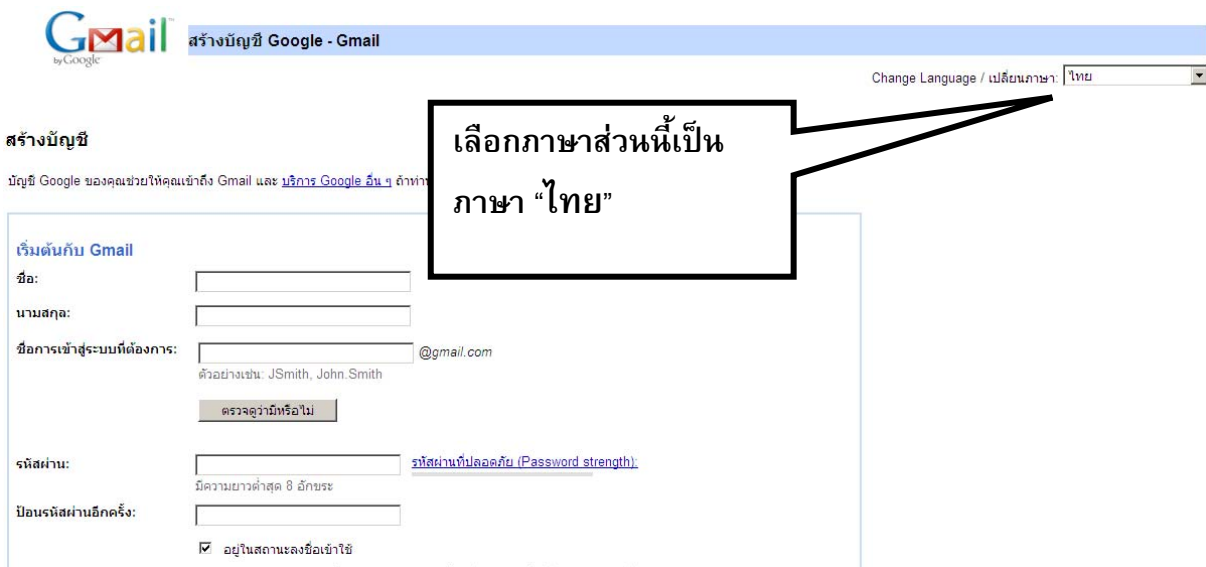 Gmail™
by Google
สร้างบัญชี Google - Gmail
Change Language / เปลี่ยนภาษา: ไทย
เลือกภาษาส่วนนี้เป็น
ภาษา “ไทย”
สร้างบัญชี
บัญชี Google ของคุณช่วยให้คุณเข้าถึง Gmail และ บริการ Google อื่น ๆ ถ้าท่าน
เริ่มต้นกับ Gmail
ชื่อ:
นามสกุล:
ชื่อการเข้าสู่ระบบที่ต้องการ: @gmail.com
ตัวอย่างเช่น: JSmith, John.Smith
ตรวจดูว่ามีหรือไม่
รหัสผ่าน: รหัสผ่านที่ปลอดภัย (Password strength):
มีความยาวต่ำสุด 8 อักขระ
ป้อนรหัสผ่านอีกครั้ง:
อยู่ในสถานะลงชื่อเข้าใช้